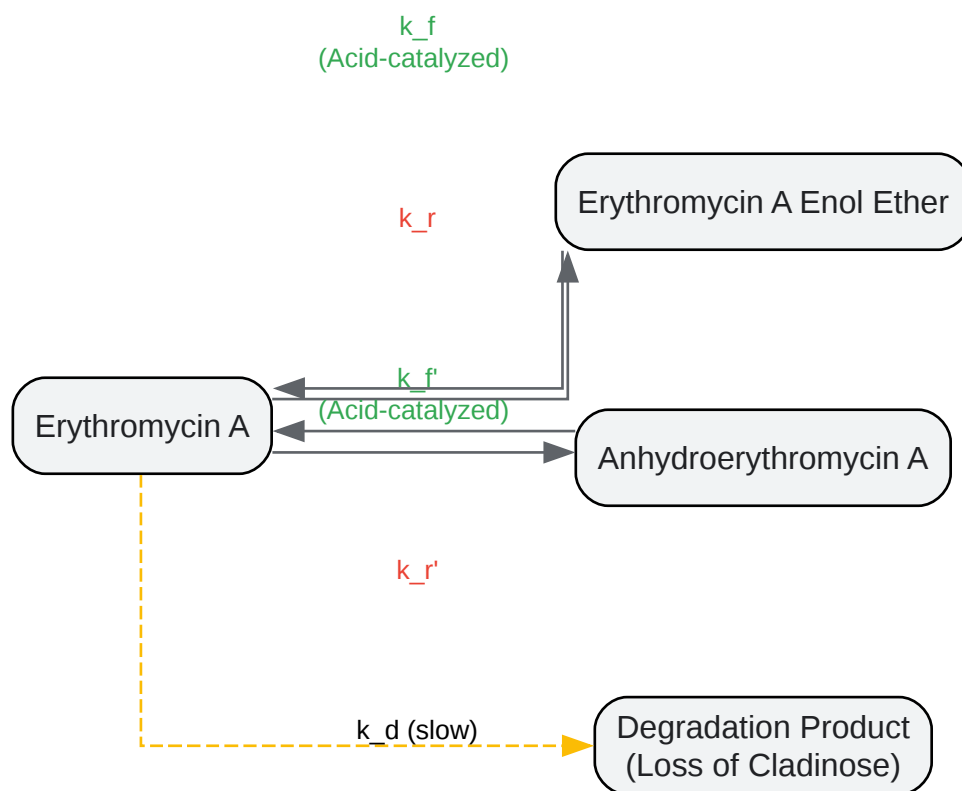 k_f
(Acid-catalyzed)
Erythromycin A Enol Ether
k_r
k_f'
(Acid-catalyzed)
Erythromycin A
Anhydroerythromycin A
k_r'
k_d (slow)
Degradation Product
(Loss of Cladinose)